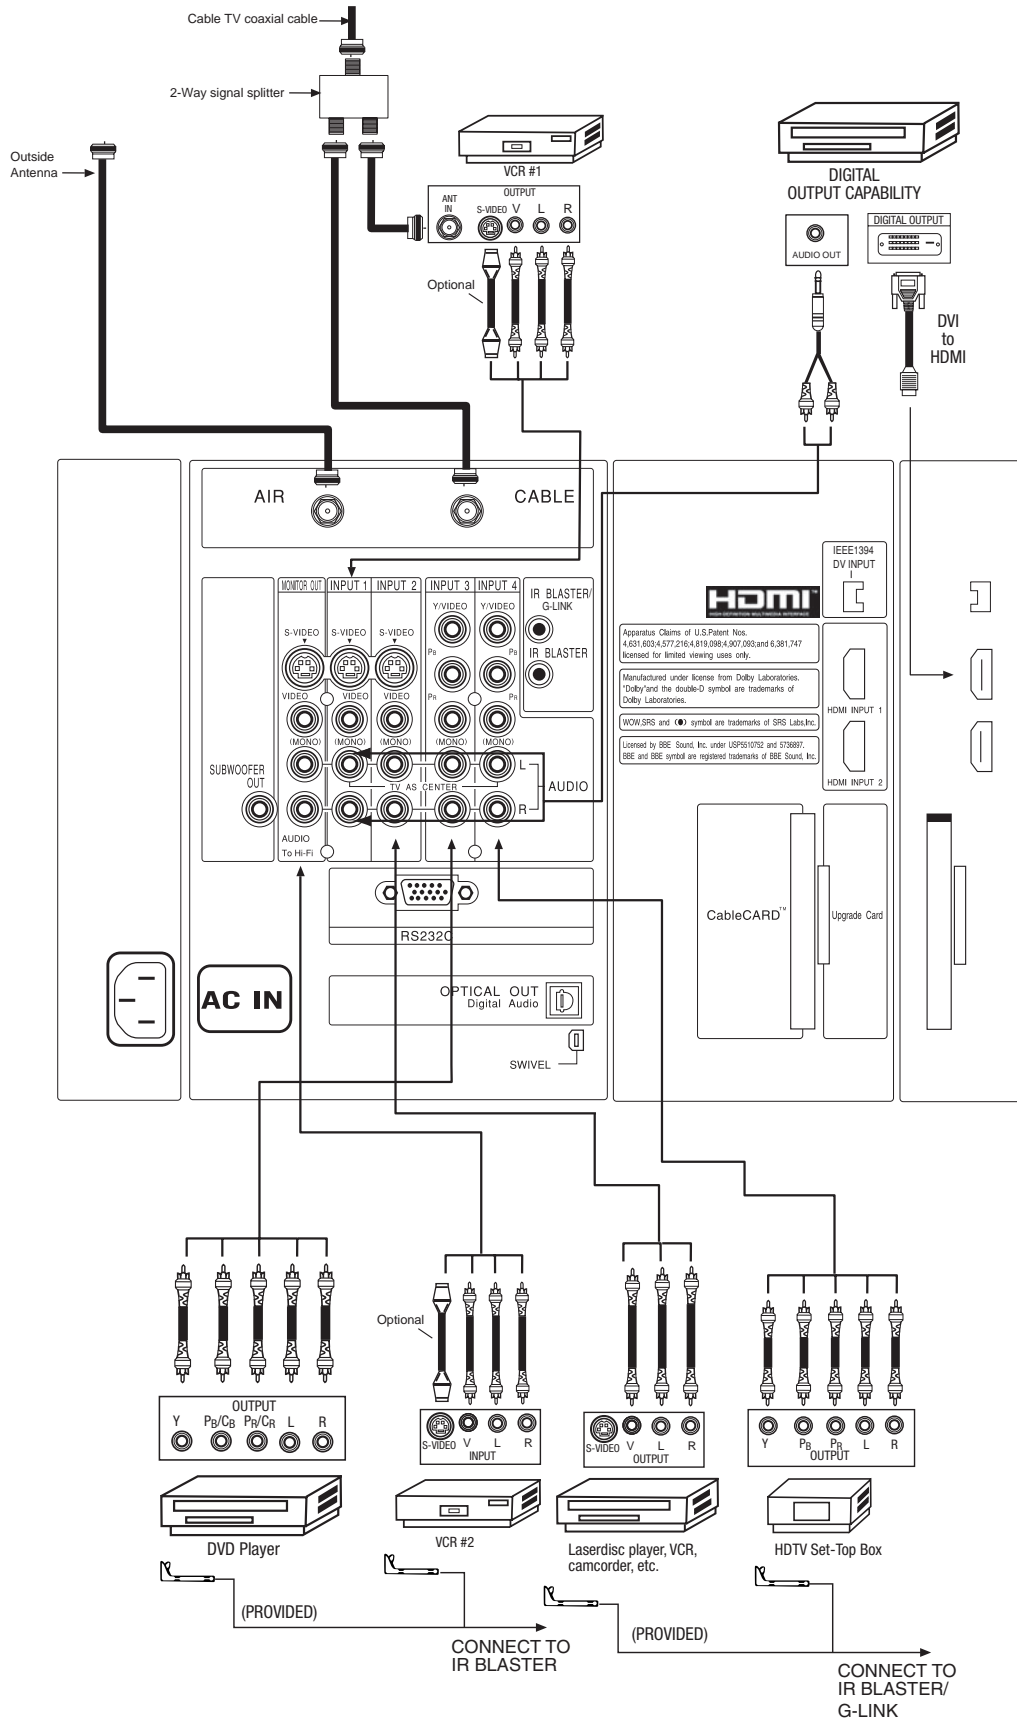 Cable TV coaxial cable
2-Way signal splitter
Outside
Antenna
VCR #1
OUTPUT
ANT
IN
S-VIDEO V L R
Optional
DIGITAL
OUTPUT CAPABILITY
AUDIO OUT
DIGITAL OUTPUT
DVI
to
HDMI
AIR
CABLE
MONITOR OUT INPUT 1 INPUT 2 INPUT 3 INPUT 4
IR BLASTER/
G-LINK
IR BLASTER
Y/VIDEO Y/VIDEO
S-VIDEO S-VIDEO S-VIDEO
PB PB
VIDEO VIDEO VIDEO
PR PR
(MONO) (MONO) (MONO) (MONO) (MONO)
SUBWOOFER
OUT
TV AS CENTER
L
R
AUDIO
AUDIO
To Hi-Fi
IEEE1394
DV INPUT
HDMI
HIGH-DEFINITION MULTIMEDIA INTERFACE
Apparatus Claims of U.S.Patent Nos.
4,631,603;4,577,216;4,819,098;4,907,093;and 6,381,747
licensed for limited viewing uses only.
Manufactured under license from Dolby Laboratories.
"Dolby"and the double-D symbol are trademarks of
Dolby Laboratories.
WOW,SRS and (●) symbol are trademarks of SRS Labs,Inc.
Licensed by BBE Sound, Inc. under USP5510752 and 5736897.
BBE and BBE symbol are registered trademarks of BBE Sound, Inc.
HDMI INPUT 1
HDMI INPUT 2
CableCARD™
Upgrade Card
RS232C
AC IN
OPTICAL OUT
Digital Audio
SWIVEL
OUTPUT
Y PB/CB PR/CR L R
DVD Player
Optional
S-VIDEO V L R
INPUT
VCR #2
S-VIDEO V L R
OUTPUT
Laserdisc player, VCR,
camcorder, etc.
Y PB PR L R
OUTPUT
HDTV Set-Top Box
(PROVIDED)
CONNECT TO
IR BLASTER
(PROVIDED)
CONNECT TO
IR BLASTER/
G-LINK